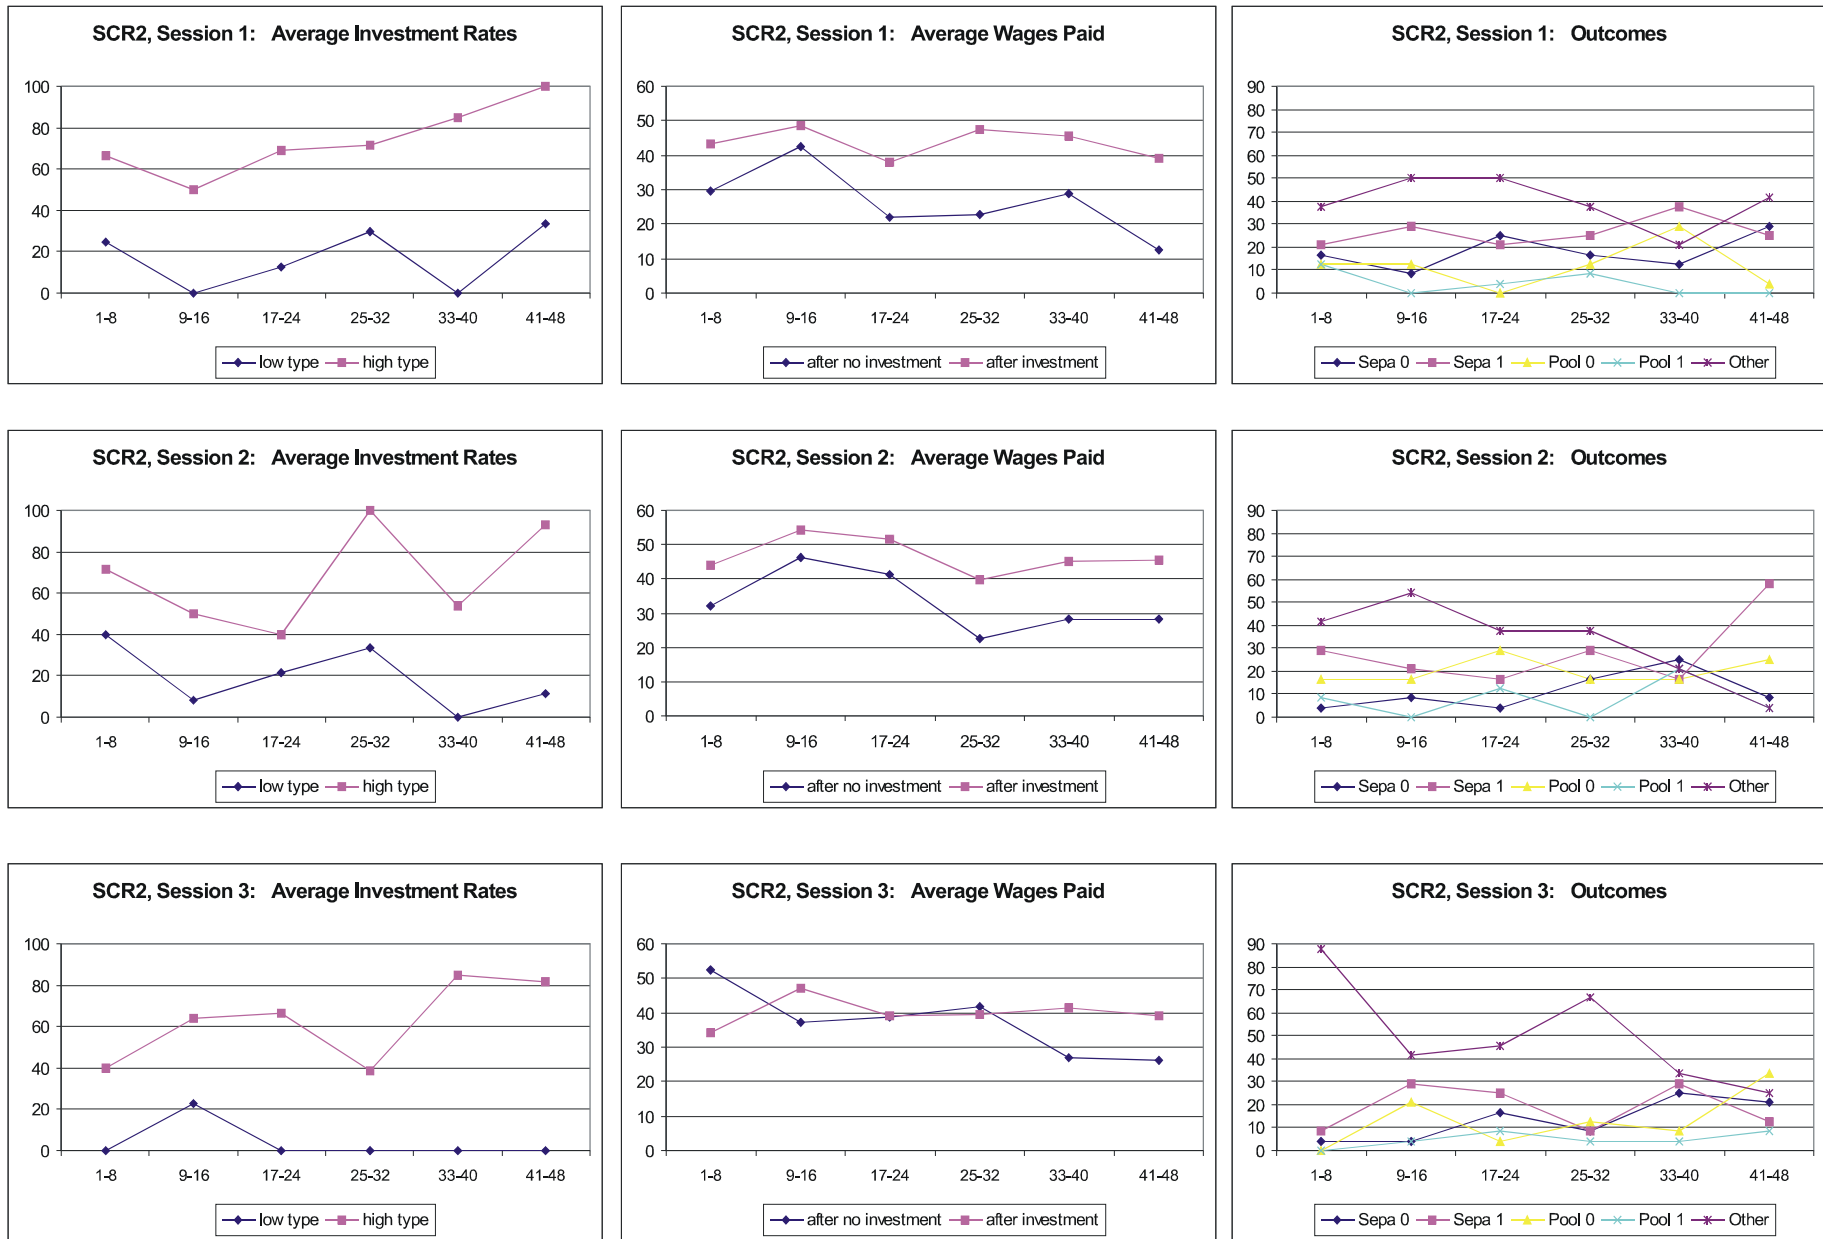 SCR2, Session 1: Average Investment Rates
100
80
60
40
20
0
1-8 9-16 17-24 25-32 33-40 41-48
low type high type
SCR2, Session 1: Average Wages Paid
60
50
40
30
20
10
0
1-8 9-16 17-24 25-32 33-40 41-48
after no investment after investment
SCR2, Session 1: Outcomes
90
80
70
60
50
40
30
20
10
0
1-8 9-16 17-24 25-32 33-40 41-48
Sepa 0 Sepa 1 Pool 0 Pool 1 Other
SCR2, Session 2: Average Investment Rates
100
80
60
40
20
0
1-8 9-16 17-24 25-32 33-40 41-48
low type high type
SCR2, Session 2: Average Wages Paid
60
50
40
30
20
10
0
1-8 9-16 17-24 25-32 33-40 41-48
after no investment after investment
SCR2, Session 2: Outcomes
90
80
70
60
50
40
30
20
10
0
1-8 9-16 17-24 25-32 33-40 41-48
Sepa 0 Sepa 1 Pool 0 Pool 1 Other
SCR2, Session 3: Average Investment Rates
100
80
60
40
20
0
1-8 9-16 17-24 25-32 33-40 41-48
low type high type
SCR2, Session 3: Average Wages Paid
60
50
40
30
20
10
0
1-8 9-16 17-24 25-32 33-40 41-48
after no investment after investment
SCR2, Session 3: Outcomes
90
80
70
60
50
40
30
20
10
0
1-8 9-16 17-24 25-32 33-40 41-48
Sepa 0 Sepa 1 Pool 0 Pool 1 Other